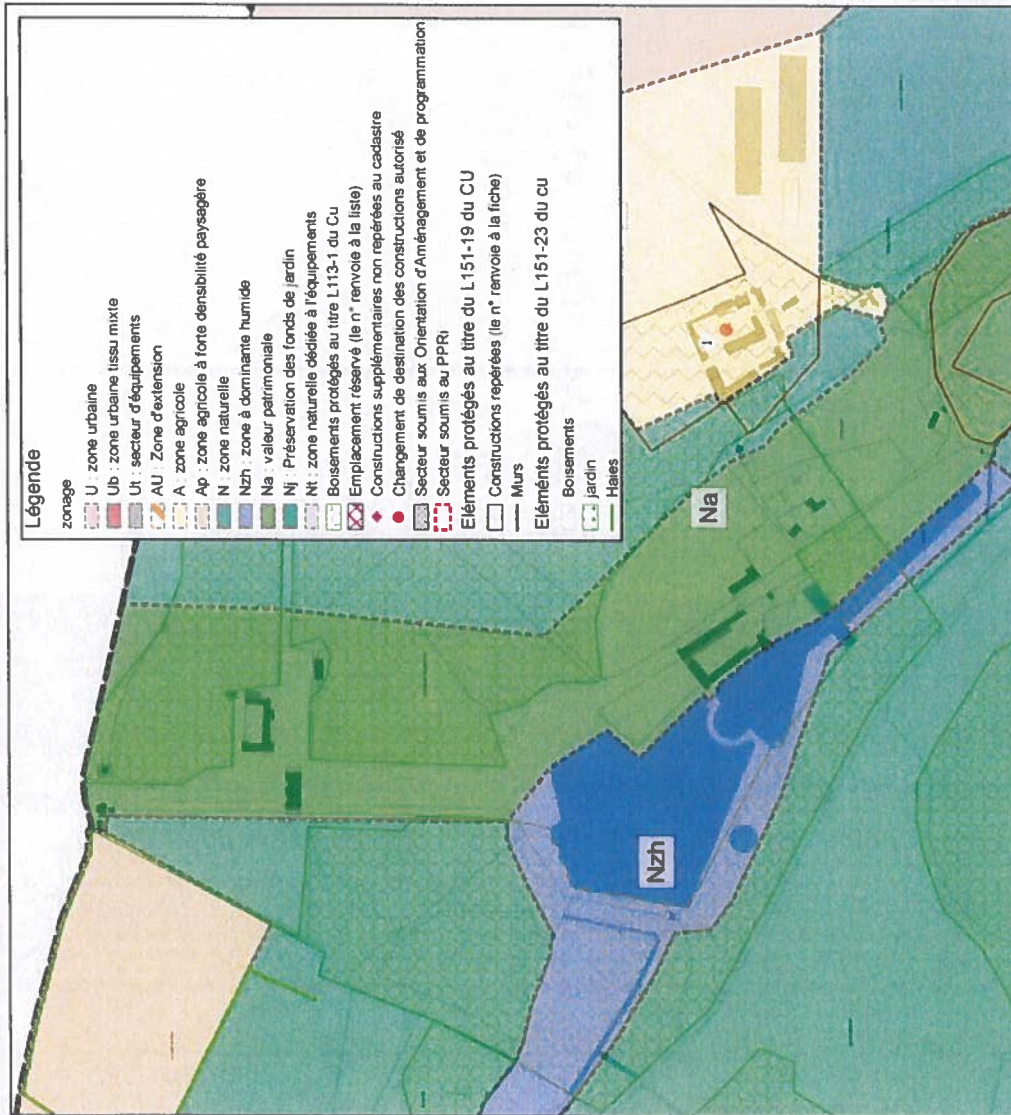 Légende
zonage
U : zone urbaine
Ub : zone urbaine tissu mixte
Ut : secteur d'équipements
AU : Zone d'extension
A : zone agricole
Ap : zone agricole à forte densibilité paysagère
N : zone naturelle
Nzh : zone à dominante humide
Na : valeur patrimoniale
Nj : Préservation des fonds de jardin
Nt : zone naturelle dédiée à l'équipements
Boisements protégés au titre L113-1 du Cu
Emplacement réservé (le n° renvoie à la liste)
Constructions supplémentaires non repérées au cadastre
Changement de destination des constructions autorisé
Secteur soumis aux Orientation d'Aménagement et de programmation
Secteur soumis au PPRi
Eléments protégés au titre du L151-19 du CU
Constructions repérées (le n° renvoie à la fiche)
Murs
Eléménts protégés au titre du L151-23 du cu
Boisements
jardin
Haies
1
Na
Nzh